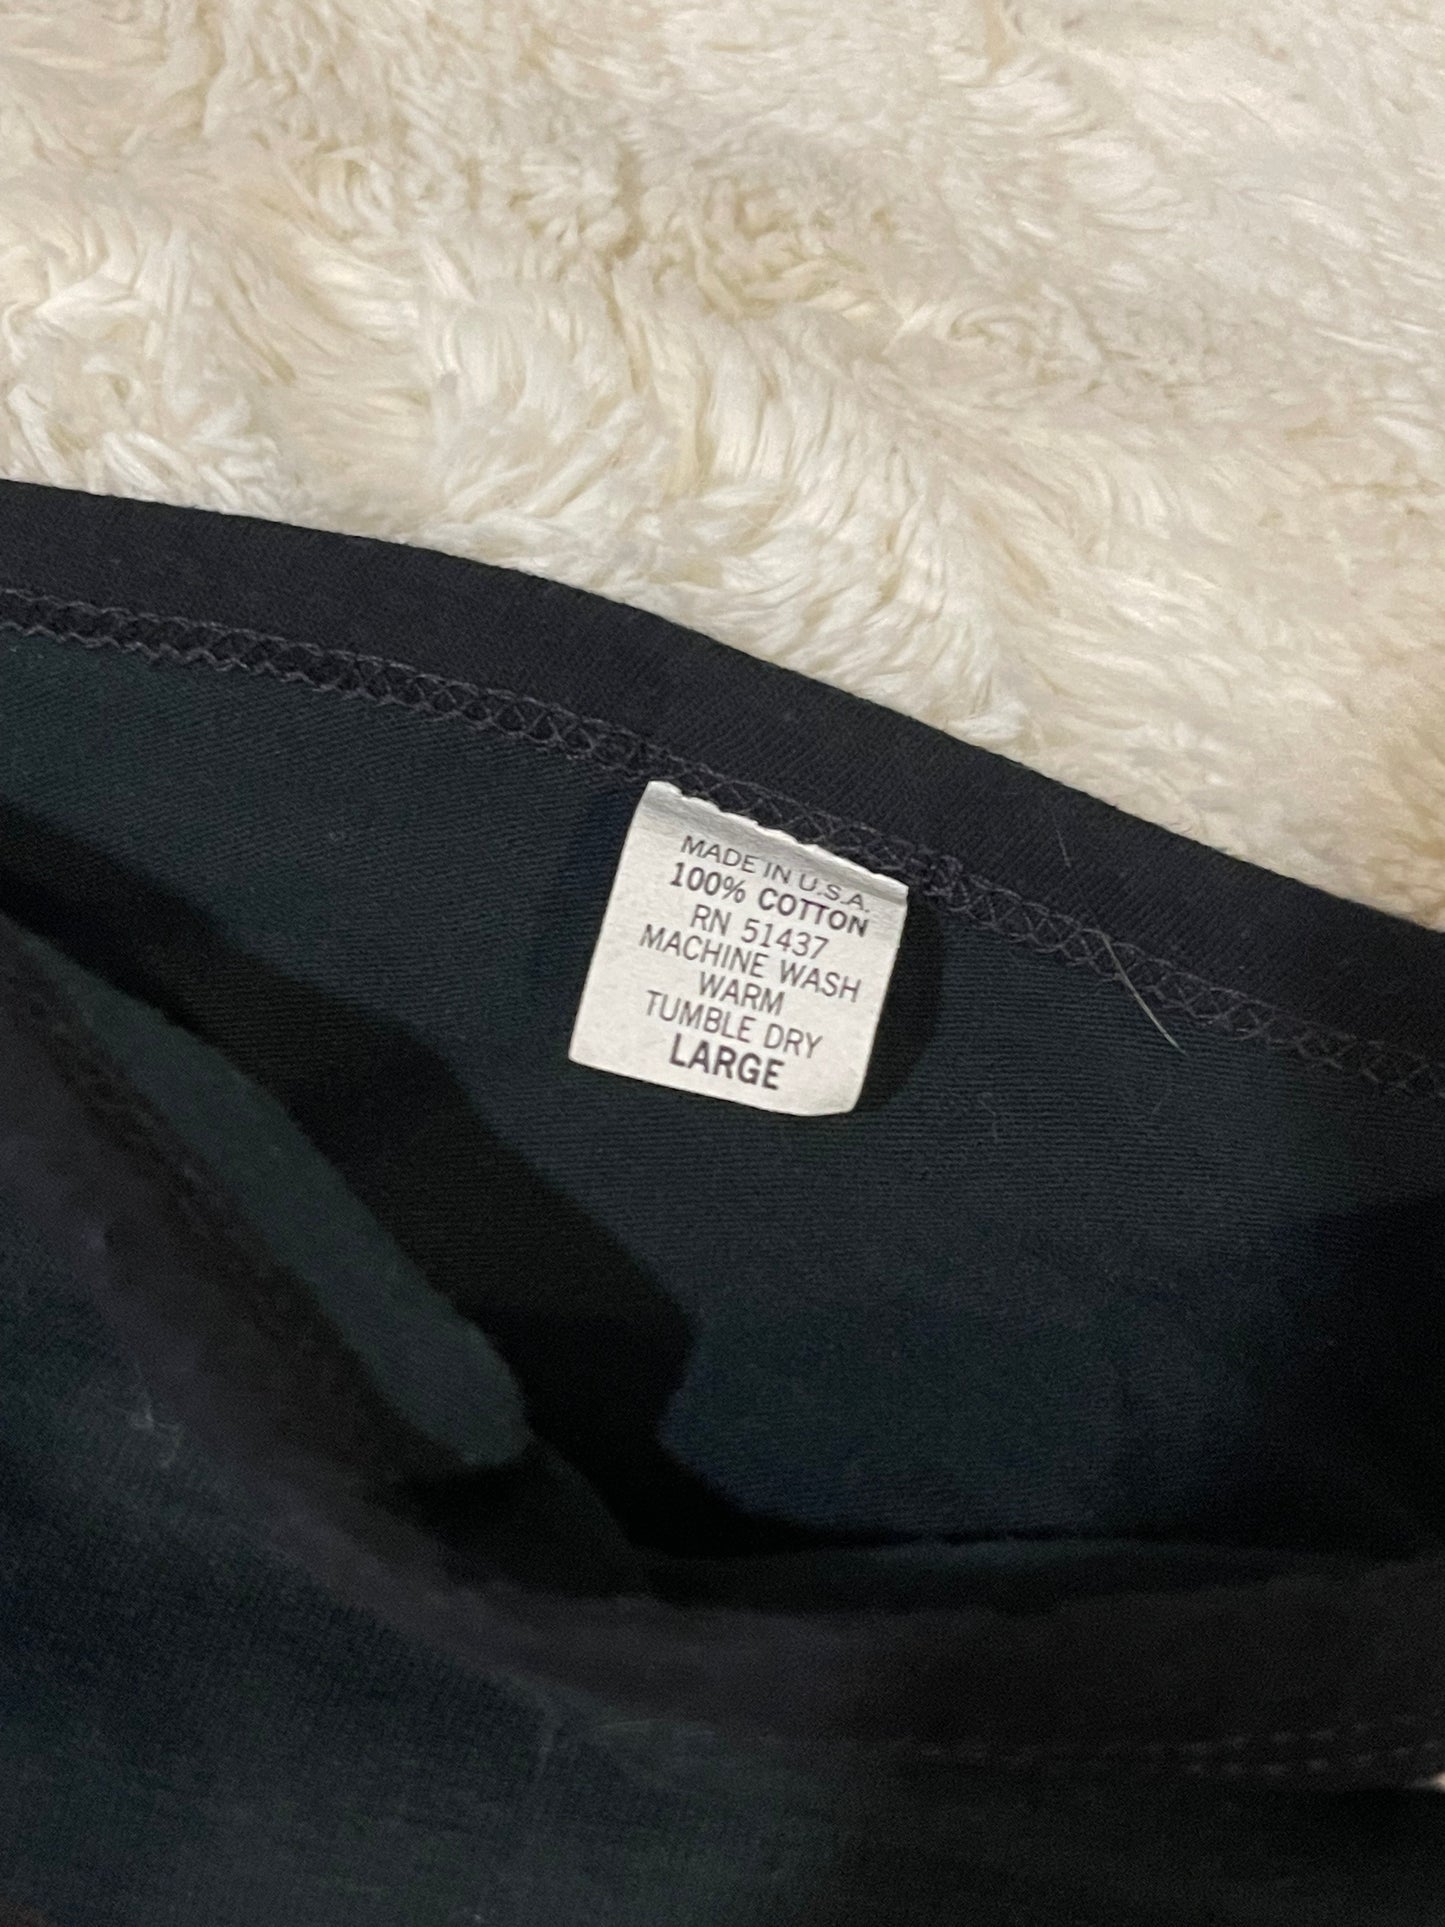 MADE IN U.S.A.
100% COTTON
RN 51437
MACHINE WASH
WARM
TUMBLE DRY
LARGE